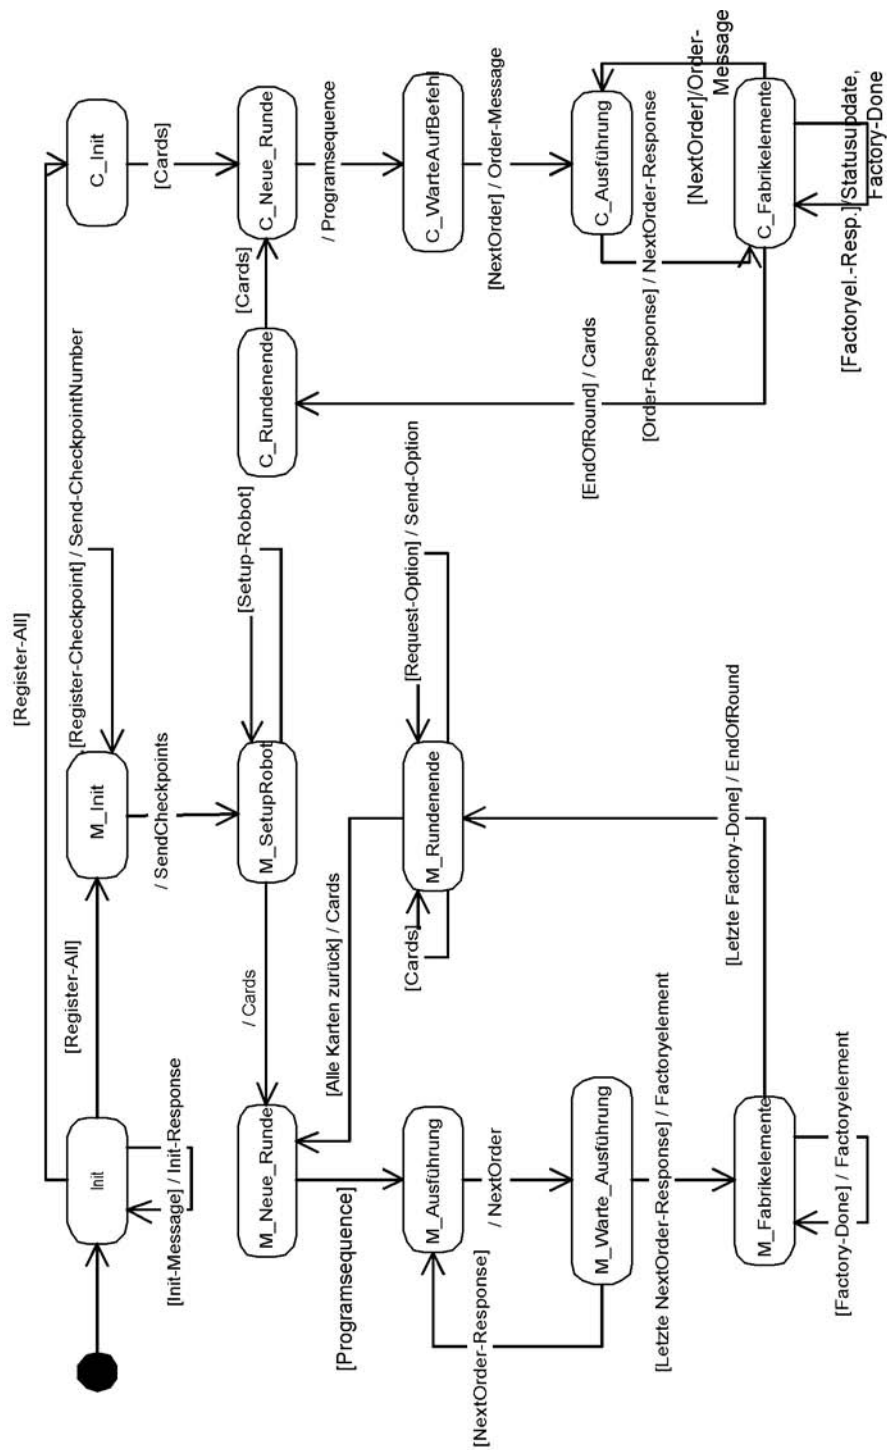 [Register-All]
Init
[Init-Message] / Init-Response
[Register-All]
M_Init
[Register-Checkpoint] / Send-CheckpointNumber
/ SendCheckpoints
C_Init
[Cards]
M_Neue_Runde
/ Cards
M_SetupRobot
[Setup-Robot]
C_Rundenende
[Cards]
C_Neue_Runde
/ Programsequence
[Programsequence]
[Alle Karten zurück] / Cards
M_Ausführung
/ NextOrder
[Cards]
M_Rundenende
[Request-Option] / Send-Option
C_WarteAufBefehl
[NextOrder] / Order-Message
[NextOrder-Response]
M_Warte_Ausführung
[Letzte NextOrder-Response] / Factoryelement
[EndOfRound] / Cards
C_Ausführung
[Order-Response] / NextOrder-Response
[NextOrder]/Order-
Message
M_Fabrikelemente
[Factory-Done] / Factoryelement
[Letzte Factory-Done] / EndOfRound
C_Fabrikelemente
[Factoryel.-Resp.]/Statusupdate,
Factory-Done